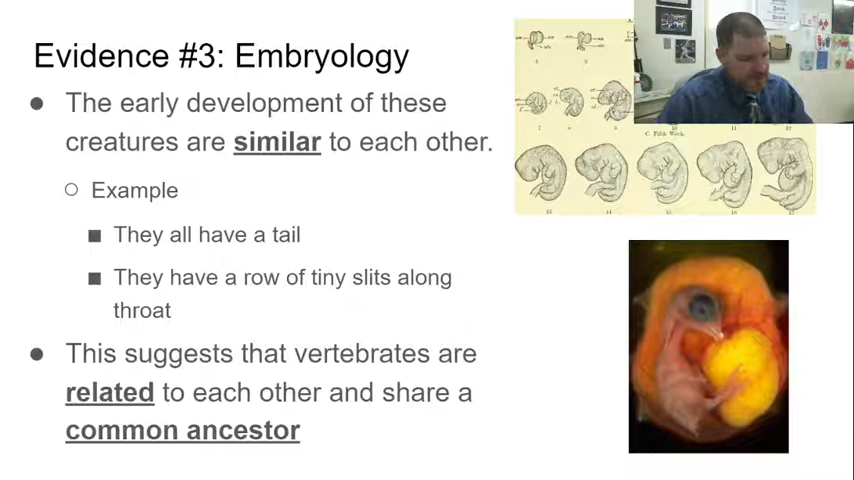 Evidence #3: Embryology
The early development of these
creatures are similar to each other.
Example
They all have a tail
They have a row of tiny slits along
throat
This suggests that vertebrates are
related to each other and share a
common ancestor
C. Fifth Week.